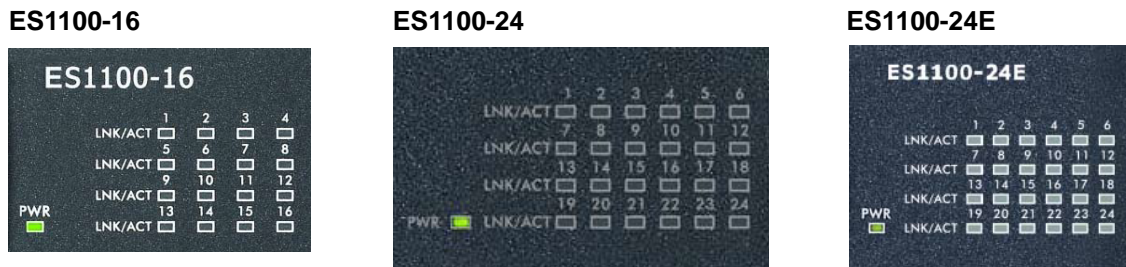 ES1100-16
ES1100-16
1 2 3 4
LNK/ACT
5 6 7 8
LNK/ACT
9 10 11 12
LNK/ACT
13 14 15 16
PWR LNK/ACT
ES1100-24
1 2 3 4 5 6
LNK/ACT
7 8 9 10 11 12
LNK/ACT
13 14 15 16 17 18
LNK/ACT
19 20 21 22 23 24
PWR LNK/ACT
ES1100-24E
ES1100-24E
1 2 3 4 5 6
LNK/ACT
7 8 9 10 11 12
LNK/ACT
13 14 15 16 17 18
LNK/ACT
19 20 21 22 23 24
PWR LNK/ACT